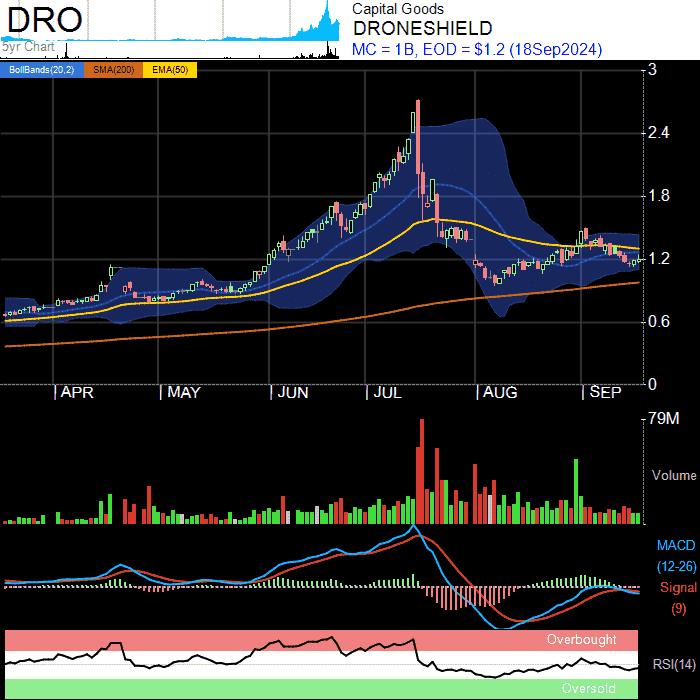 DRO
5yr Chart
Capital Goods
DRONESHIELD
MC = 1B, EOD = $1.2 (18Sep2024)
BollBands(20,2) SMA(200) EMA(50)
3
2.4
1.8
1.2
0.6
0
APR MAY JUN JUL AUG SEP
79M
Volume
MACD
(12-26)
Signal
(9)
Overbought
RSI(14)
Oversold